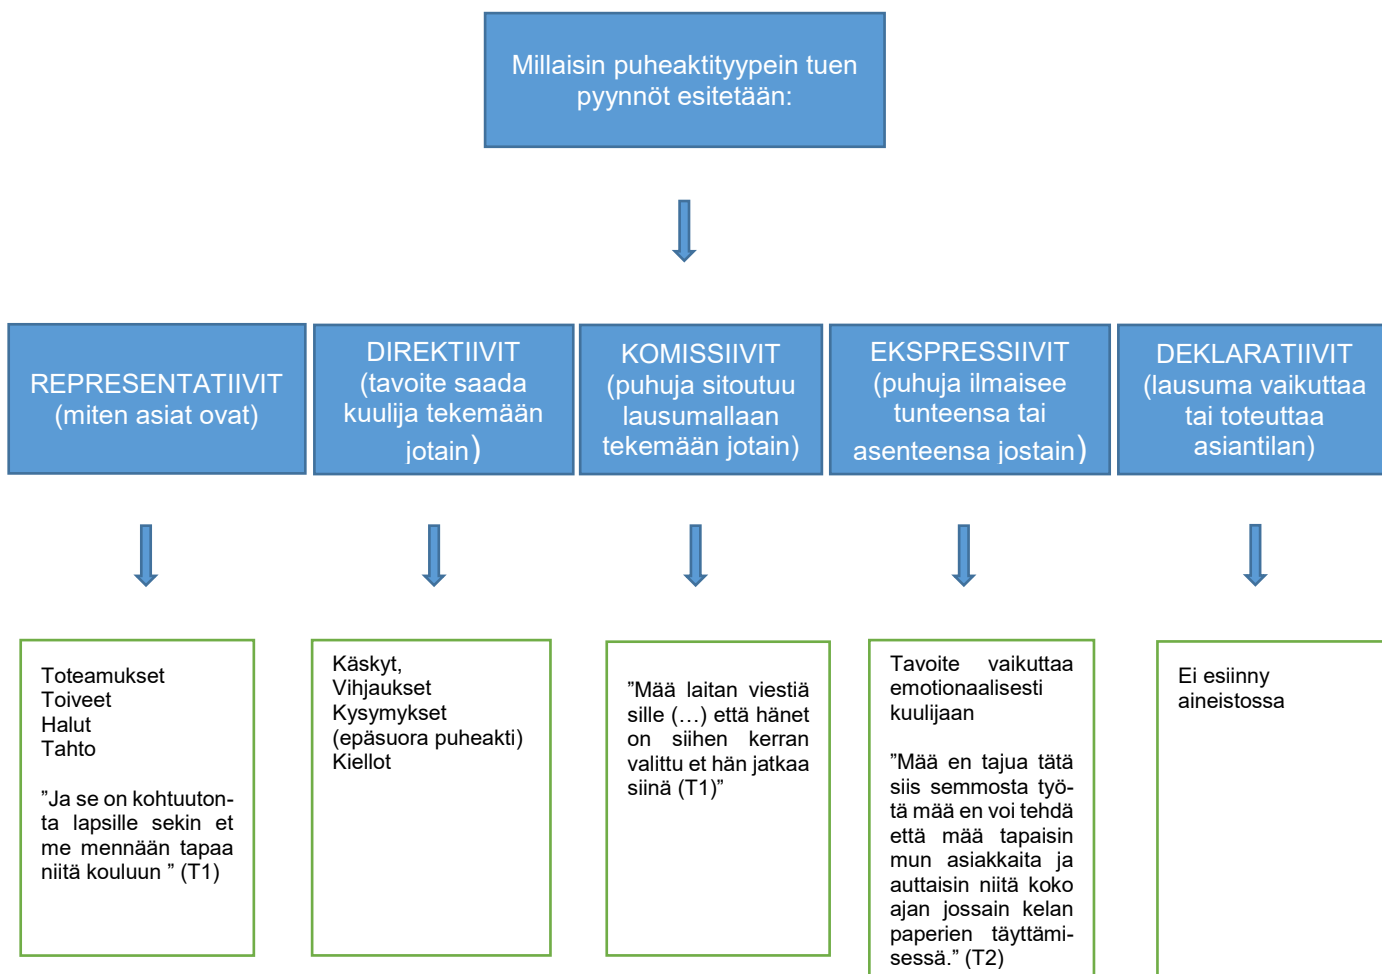 Millaisin puheaktityypein tuen
pyynnöt esitetään:
REPRESENTATIIVIT
(miten asiat ovat)
DIREKTIIVIT
(tavoite saada
kuulija tekemään
jotain)
KOMISSIIVIT
(puhuja sitoutuu
lausumallaan
tekemään jotain)
EKSPRESSIIVIT
(puhuja ilmaisee
tunteensa tai
asenteensa jostain)
DEKLARATIIVIT
(lausuma vaikuttaa
tai toteuttaa
asiantilan)
Toteamukset
Toiveet
Halut
Tahto
”Ja se on kohtuuton-
ta lapsille sekin et
me mennään tapaa
niitä kouluun ” (T1)
Käskyt,
Vihjaukset
Kysymykset
(epäsuora puheakti)
Kiellot
”Mää laitan viestiä
sille (…) että hänet
on siihen kerran
valittu et hän jatkaa
siinä (T1)”
Tavoite vaikuttaa
emotionaalisesti
kuulijaan
”Mää en tajua tätä
siis semmosta työ-
tä mää en voi tehdä
että mää tapaisin
mun asiakkaita ja
auttaisin niitä koko
ajan jossain kelan
paperien täyttämi-
sessä.” (T2)
Ei esiinny
aineistossa